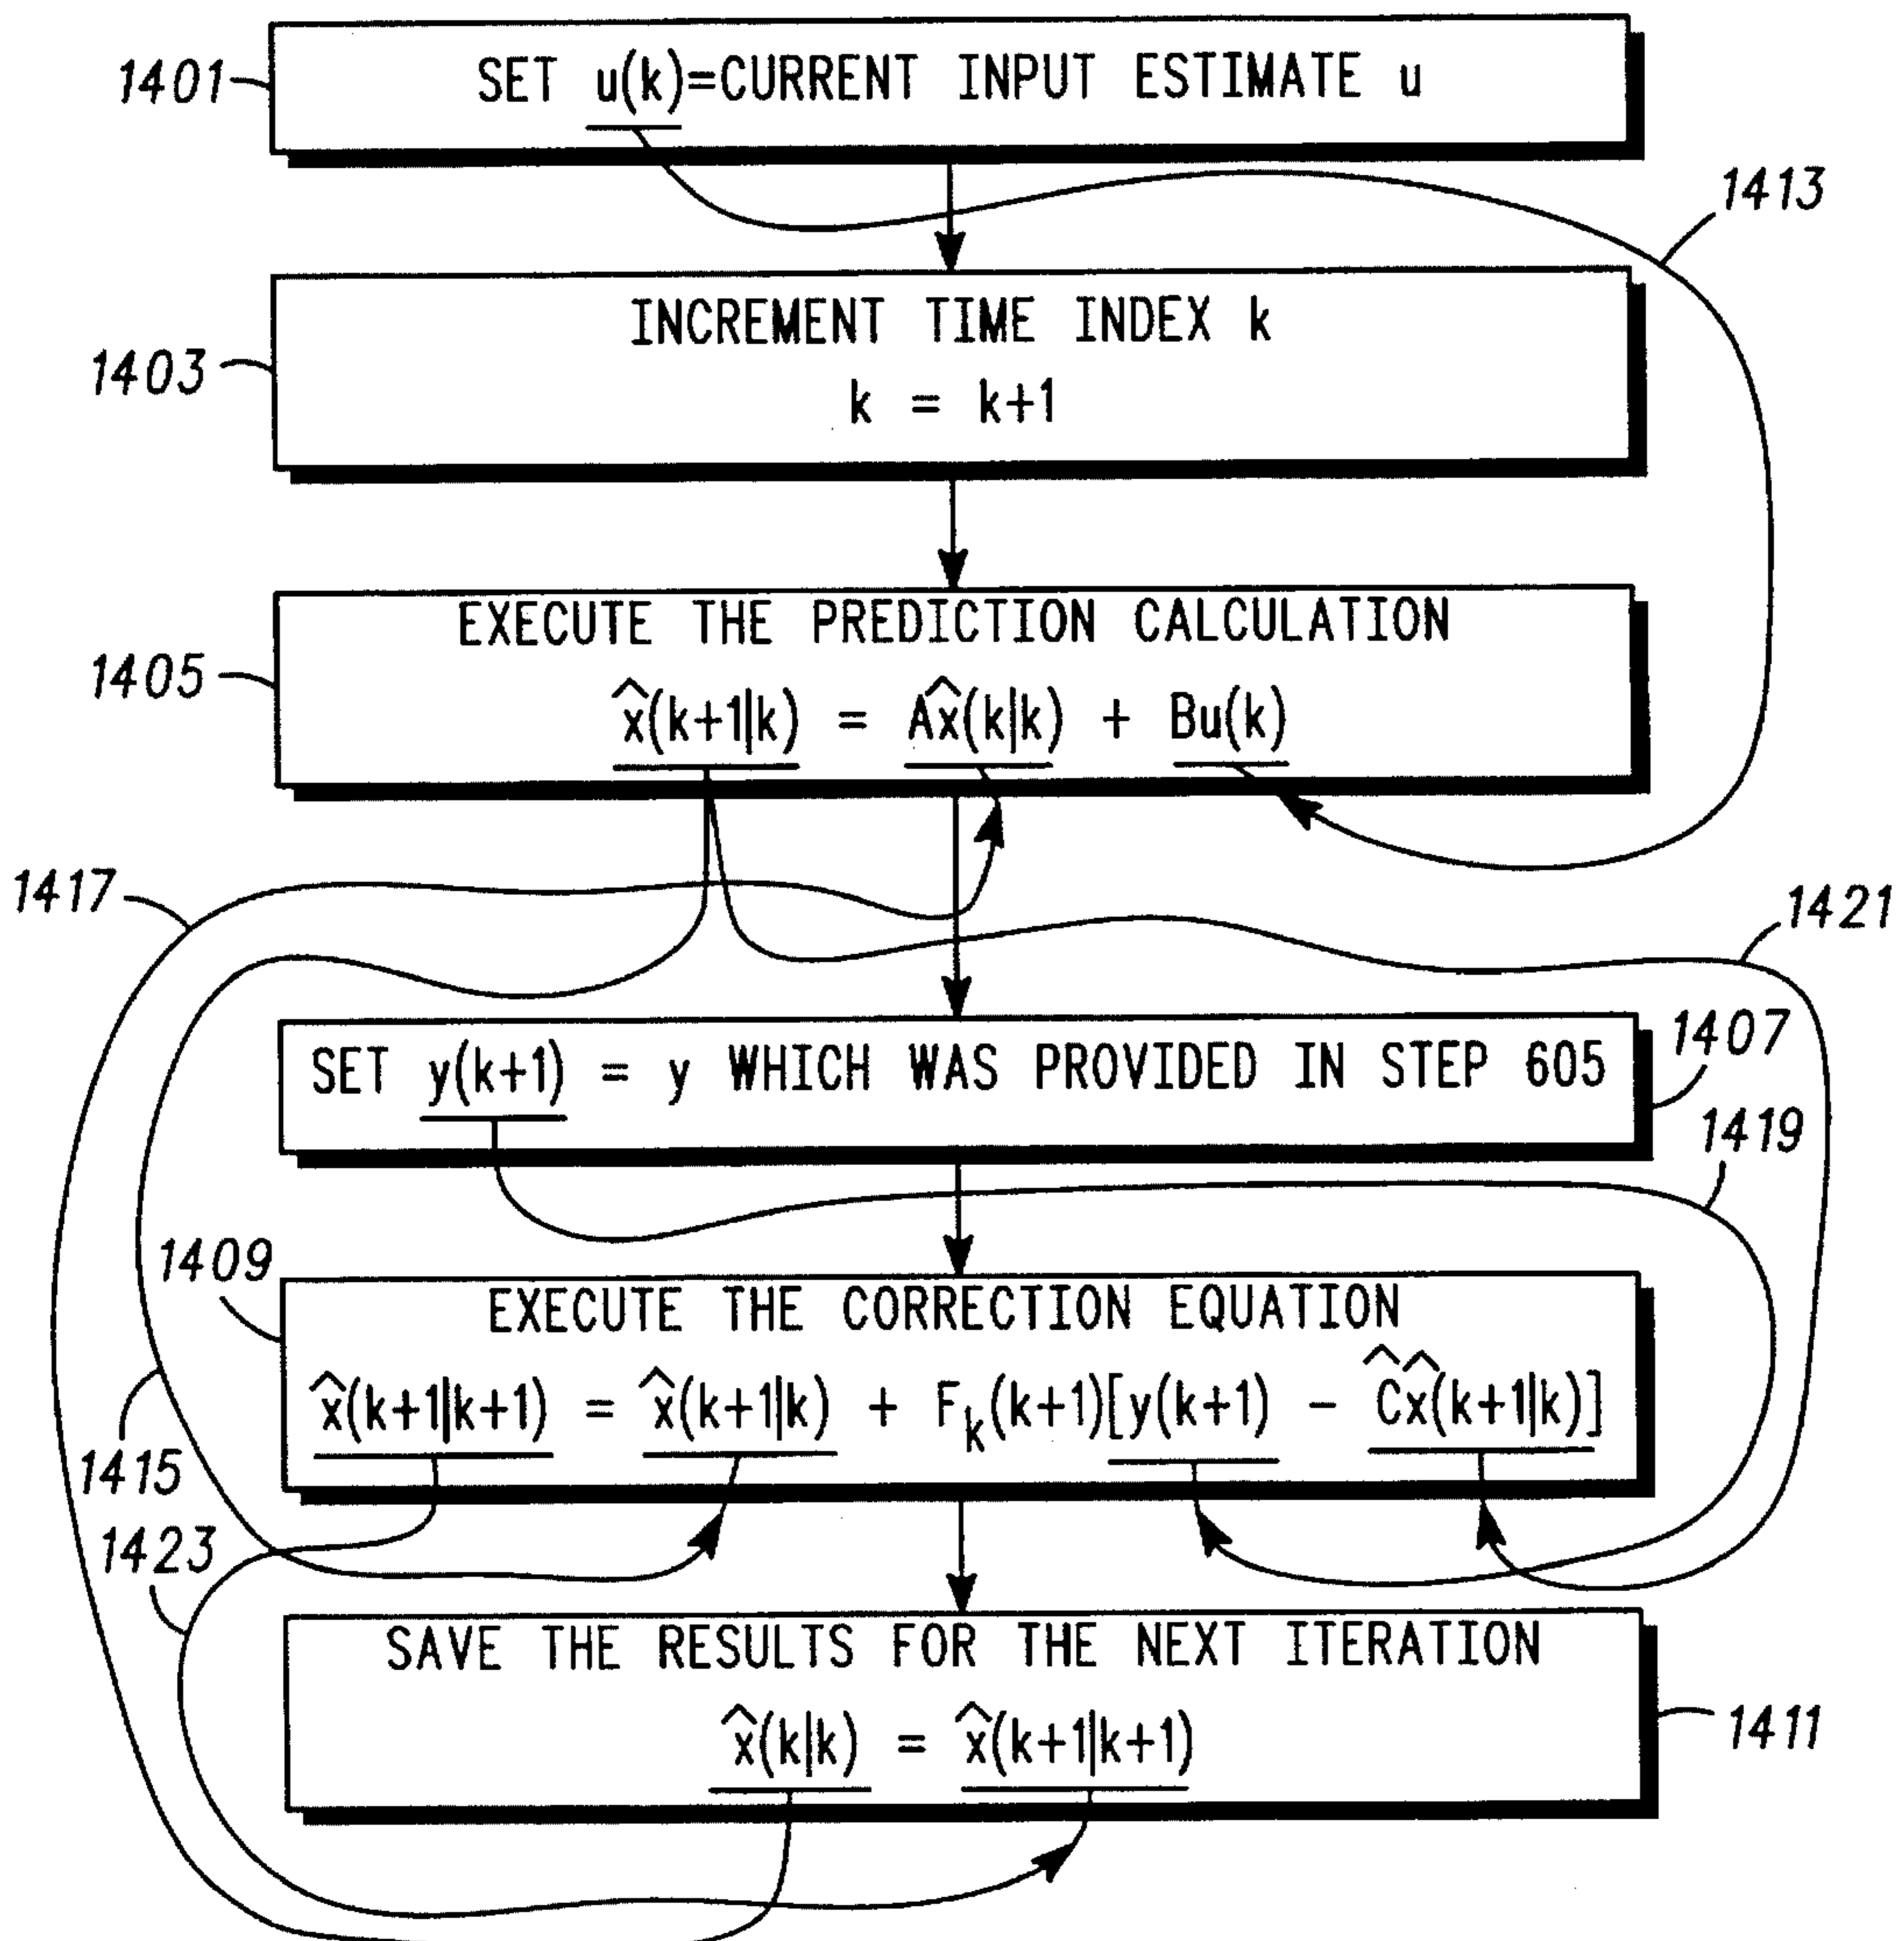 1401
SET u(k)=CURRENT INPUT ESTIMATE u
1413
1403
INCREMENT TIME INDEX k
k = k+1
1405
EXECUTE THE PREDICTION CALCULATION
x̂(k+1|k) = Ax̂(k|k) + Bu(k)
1417
1421
1407
SET y(k+1) = y WHICH WAS PROVIDED IN STEP 605
1419
1409
EXECUTE THE CORRECTION EQUATION
x̂(k+1|k+1) = x̂(k+1|k) + Fₖ(k+1)[y(k+1) - Ĉx̂(k+1|k)]
1415
1423
SAVE THE RESULTS FOR THE NEXT ITERATION
x̂(k|k) = x̂(k+1|k+1)
1411